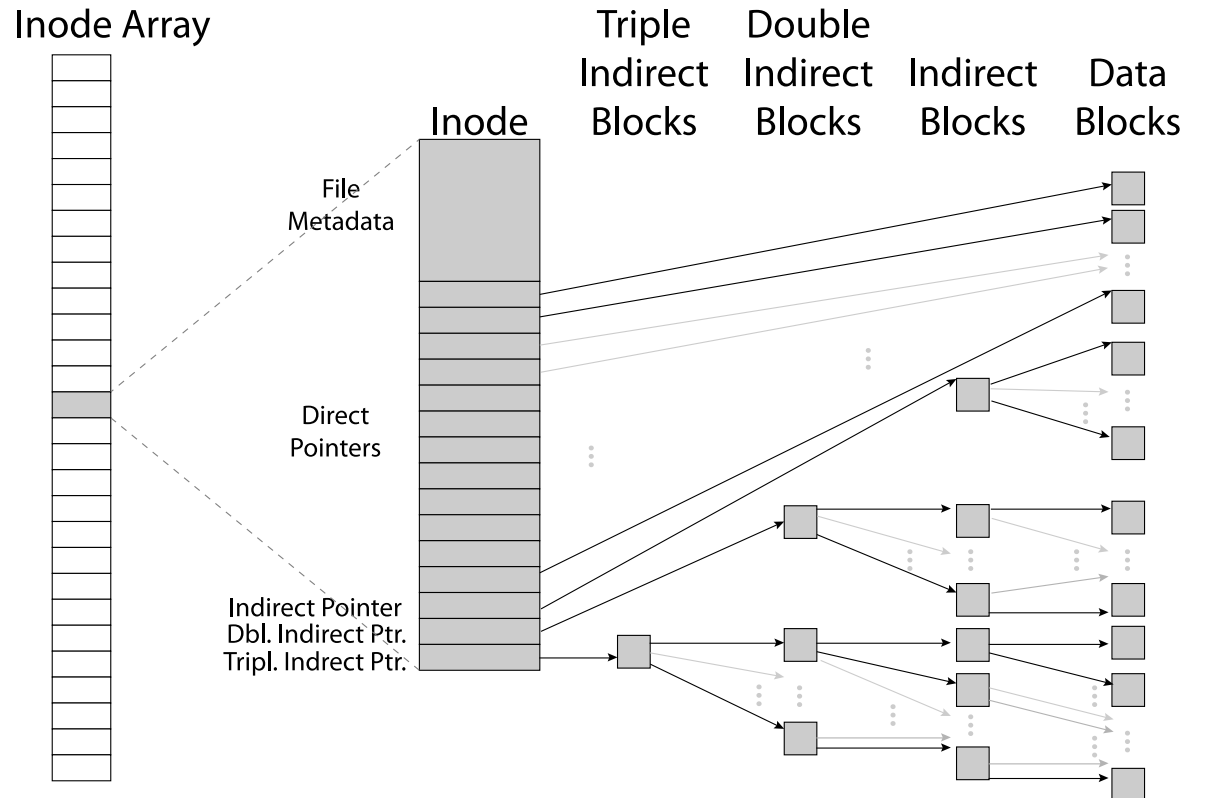 Inode Array
Triple
Indirect
Blocks
Double
Indirect
Blocks
Indirect
Blocks
Data
Blocks
Inode
File
Metadata
Direct
Pointers
Indirect Pointer
Dbl. Indirect Ptr.
Tripl. Indrect Ptr.